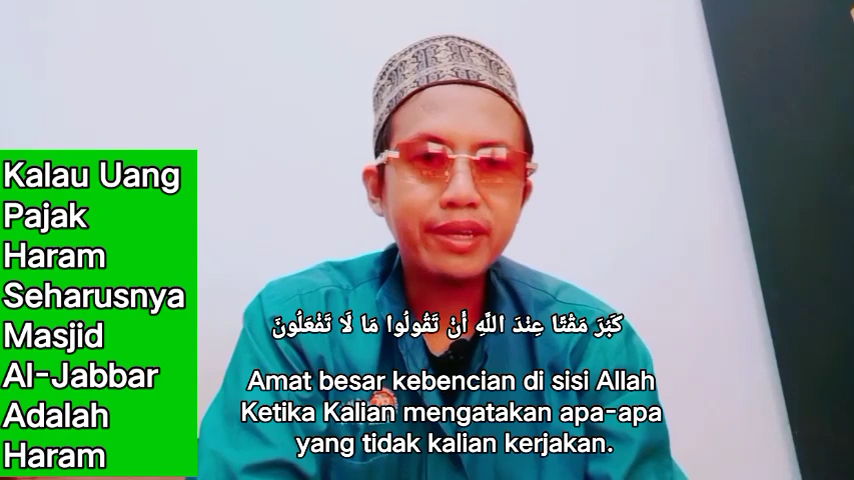 Kalau Uang
Pajak
Haram
Seharusnya
Masjid
Al-Jabbar
Adalah
Haram
كَبُرَ مَقْتًا عِنْدَ اللَّهِ أَنْ تَقُولُوا مَا لَا تَفْعَلُونَ
Amat besar kebencian di sisi Allah
Ketika Kalian mengatakan apa-apa
yang tidak kalian kerjakan.